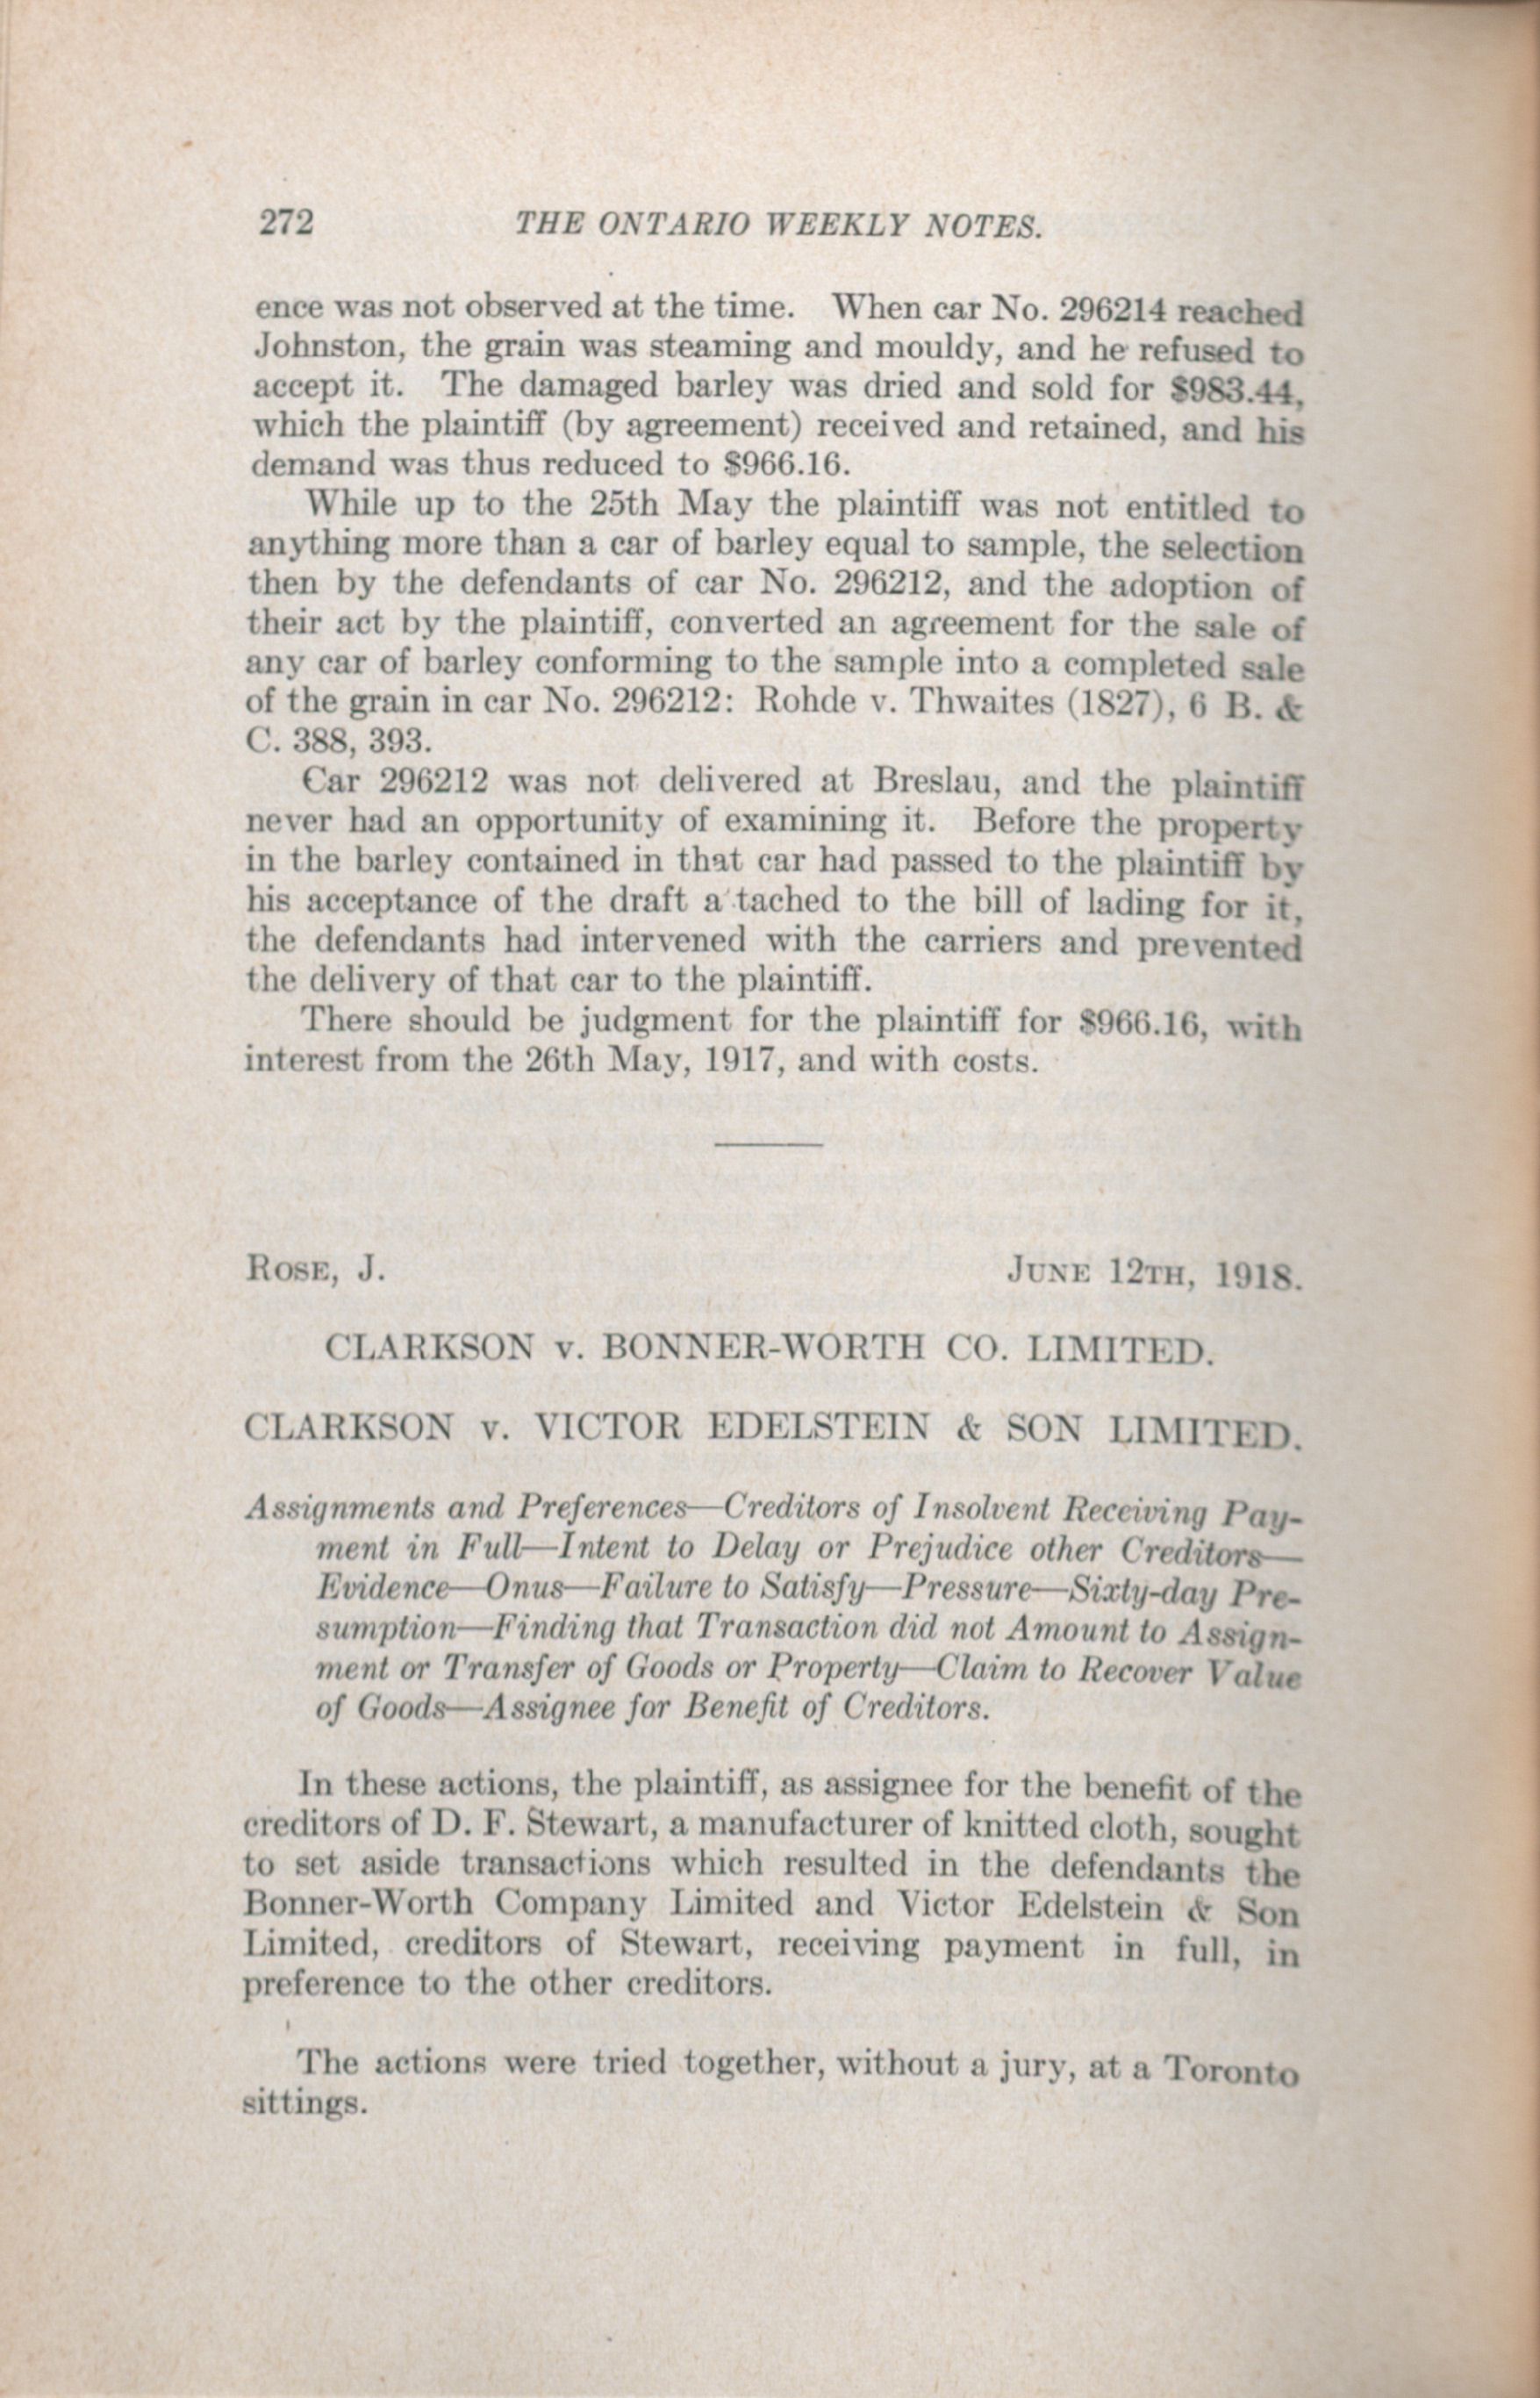 272 THE ONTARIO WEEKLY NOTES.
ence was not observed at the time. When car No. 296214 reached
Johnston, the grain was steaming and mouldy, and he refused to
accept it. The damaged barley was dried and sold for $983.44,
which the plaintiff (by agreement) received and retained, and his
demand was thus reduced to $966.16.
While up to the 25th May the plaintiff was not entitled to
anything more than a car of barley equal to sample, the selection
then by the defendants of car No. 296212, and the adoption of
their act by the plaintiff, converted an agreement for the sale of
any car of barley conforming to the sample into a completed sale
of the grain in car No. 296212: Rohde v. Thwaites (1827), 6 B. &
C. 388, 393.
Car 296212 was not delivered at Breslau, and the plaintiff
never had an opportunity of examining it. Before the property
in the barley contained in that car had passed to the plaintiff by
his acceptance of the draft a tached to the bill of lading for it,
the defendants had intervened with the carriers and prevented
the delivery of that car to the plaintiff.
There should be judgment for the plaintiff for $966.16, with
interest from the 26th May, 1917, and with costs.
ROSE, J. JUNE 12TH, 1918.
CLARKSON v. BONNER-WORTH CO. LIMITED.
CLARKSON v. VICTOR EDELSTEIN & SON LIMITED.
Assignments and Preferences—Creditors of Insolvent Receiving Pay-
ment in Full—Intent to Delay or Prejudice other Creditors—
Evidence—Onus—Failure to Satisfy—Pressure—Sixty-day Pre-
sumption—Finding that Transaction did not Amount to Assign-
ment or Transfer of Goods or Property—Claim to Recover Value
of Goods—Assignee for Benefit of Creditors.
In these actions, the plaintiff, as assignee for the benefit of the
creditors of D. F. Stewart, a manufacturer of knitted cloth, sought
to set aside transactions which resulted in the defendants the
Bonner-Worth Company Limited and Victor Edelstein & Son
Limited, creditors of Stewart, receiving payment in full, in
preference to the other creditors.
The actions were tried together, without a jury, at a Toronto
sittings.